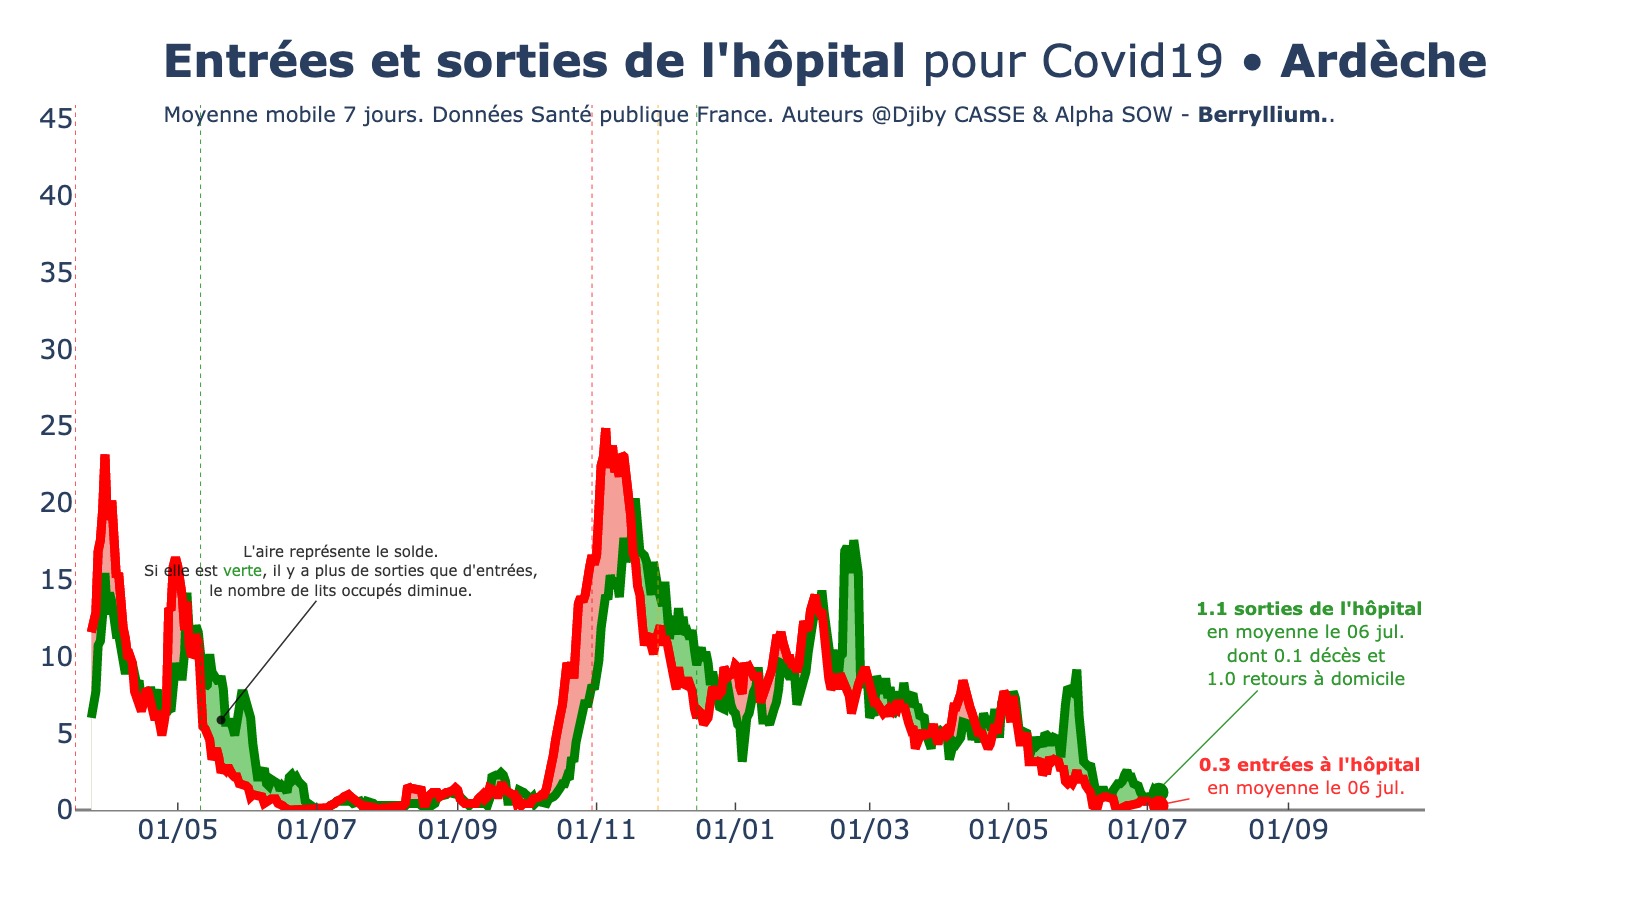 Entrées et sorties de l'hôpital pour Covid19 • Ardèche
Moyenne mobile 7 jours. Données Santé publique France. Auteurs @Djiby CASSE & Alpha SOW - Berryllium..
45
40
35
30
25
20
15
10
5
0
L'aire représente le solde.
Si elle est verte, il y a plus de sorties que d'entrées,
le nombre de lits occupés diminue.
1.1 sorties de l'hôpital
en moyenne le 06 jul.
dont 0.1 décès et
1.0 retours à domicile
0.3 entrées à l'hôpital
en moyenne le 06 jul.
01/05 01/07 01/09 01/11 01/01 01/03 01/05 01/07 01/09